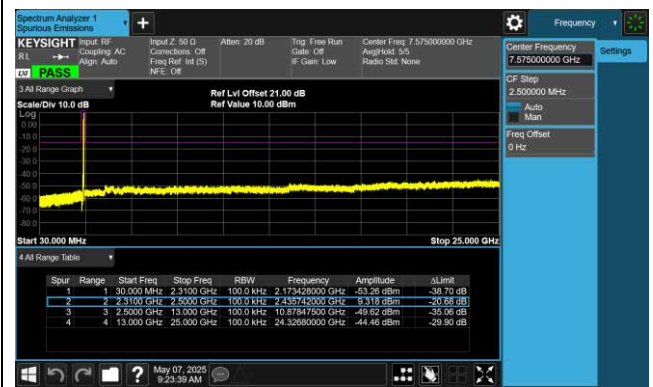 Spectrum Analyzer 1
Spurious Emissions
Frequency
KEYSIGHT
Input: RF
Input Z: 50 Ω
Atten: 20 dB
Trig: Free Run
Center Freq: 7.575000000 GHz
RL
Coupling: AC
Corrections: Off
Gate: Off
Avg|Hold: 5/5
Align: Auto
Freq Ref: Int (S)
IF Gain: Low
Radio Std: None
NFE: Off
LXI PASS
Center Frequency
7.575000000 GHz
Settings
CF Step
2.500000 MHz
Auto
Man
Freq Offset
0 Hz
3 All Range Graph
Ref Lvl Offset 21.00 dB
Scale/Div 10.0 dB
Ref Value 10.00 dBm
Log
0.00
-10.0
-20.0
-30.0
-40.0
-50.0
-60.0
-70.0
-80.0
Start 30.000 MHz
Stop 25.000 GHz
4 All Range Table
Spur Range Start Freq Stop Freq RBW Frequency Amplitude ΔLimit
1 1 30.000 MHz 2.3100 GHz 100.0 kHz 2.173428000 GHz -53.26 dBm -38.70 dB
2 2 2.3100 GHz 2.5000 GHz 100.0 kHz 2.435742000 GHz 9.318 dBm -20.68 dB
3 3 2.5000 GHz 13.000 GHz 100.0 kHz 10.87847500 GHz -49.62 dBm -35.06 dB
4 4 13.000 GHz 25.000 GHz 100.0 kHz 24.32680000 GHz -44.46 dBm -29.90 dB
May 07, 2025
9:23:39 AM